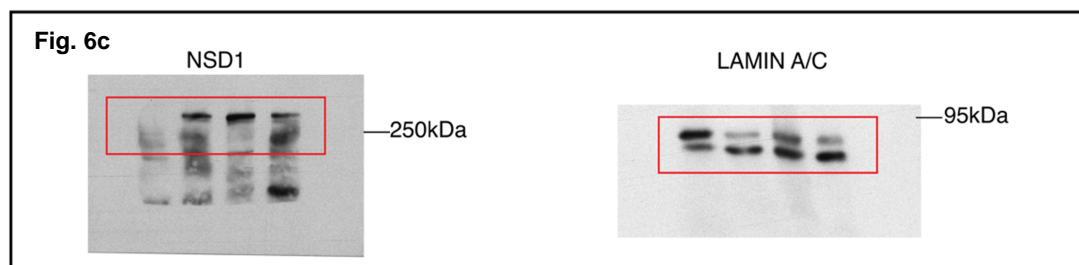 Fig. 6c
NSD1
250kDa
LAMIN A/C
95kDa